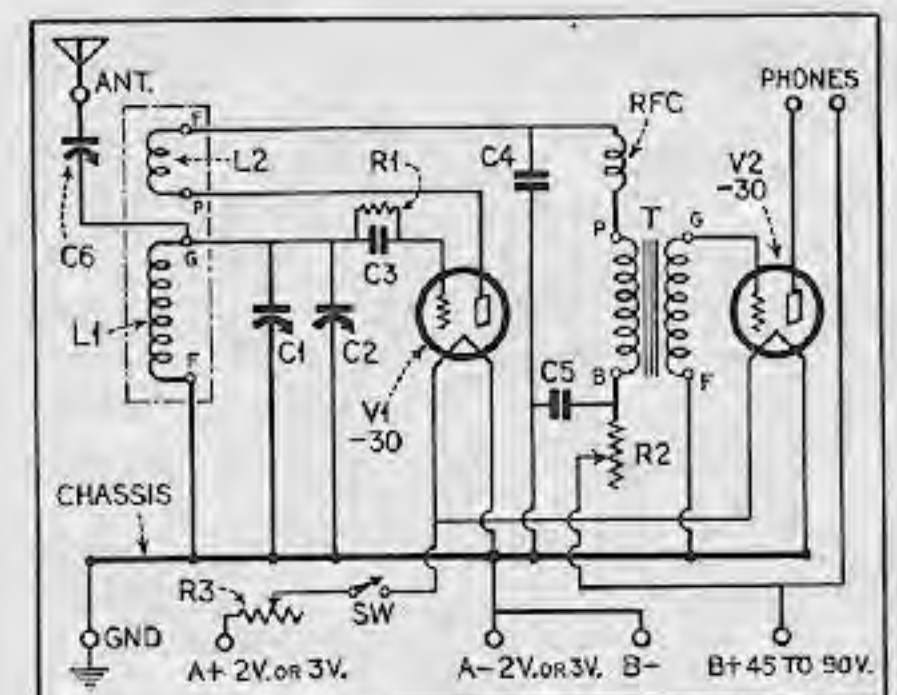 ANT.
PHONES
RFC
F
L2
R1
C4
V2
-30
P
C6
G
C3
P
T
G
L1
C1
C2
C5
B
F
F
V1
-30
R2
CHASSIS
R3
SW
GND
A+ 2V. OR 3V.
A- 2V. OR 3V.
B-
B+ 45 TO 90V.